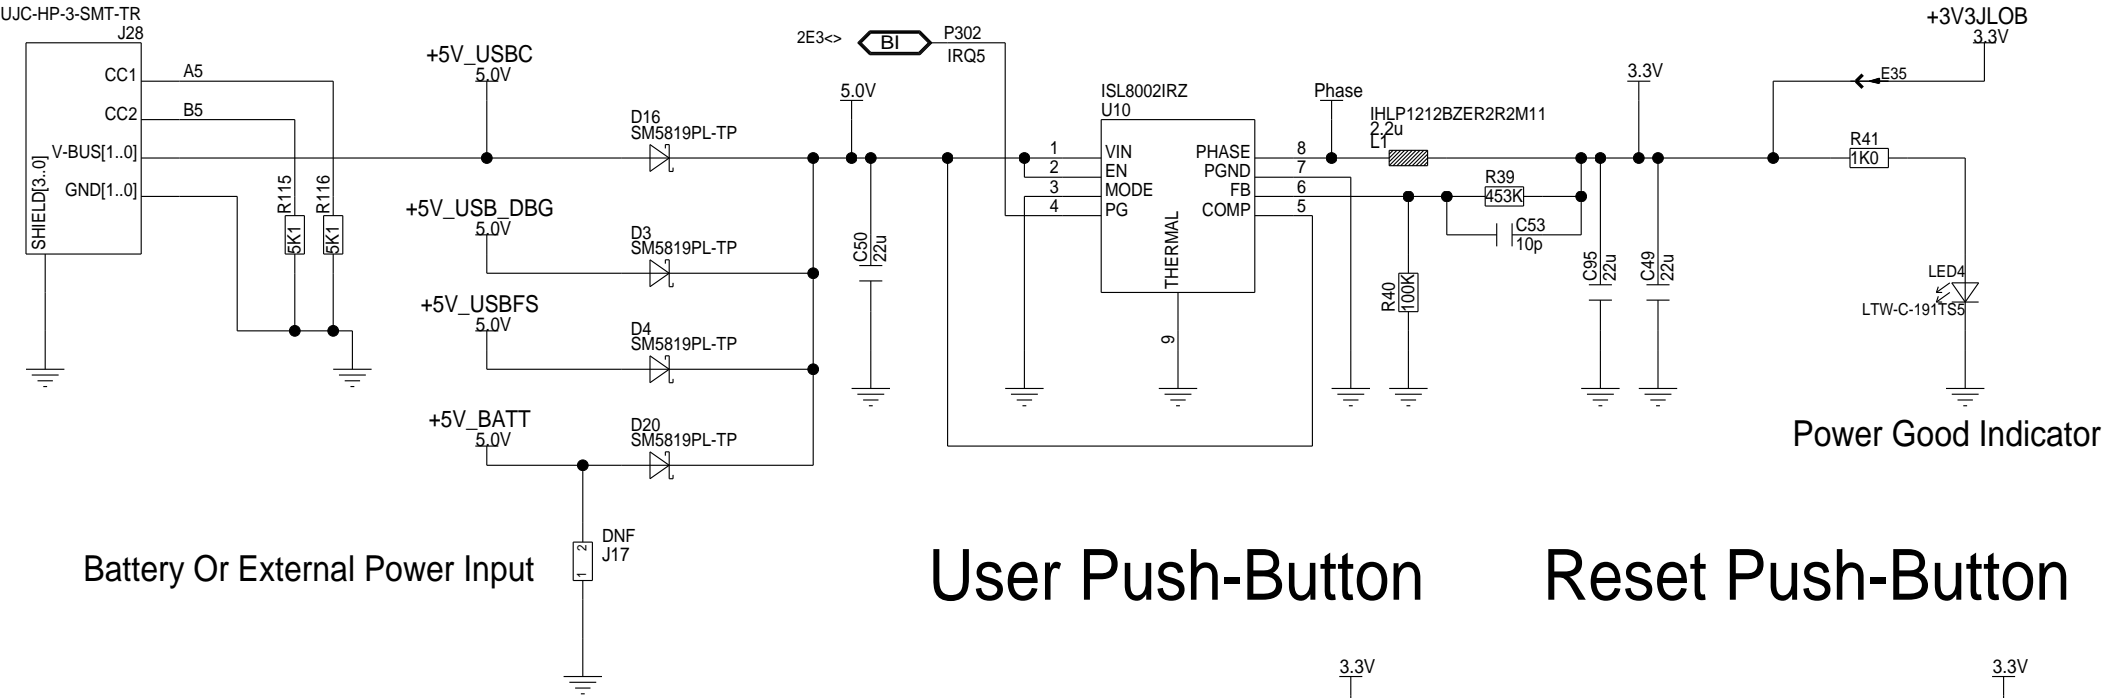 UJC-HP-3-SMT-TR
J28
CC1
A5
CC2
B5
V-BUS[1..0]
GND[1..0]
SHIELD[3..0]
R115
5K1
R116
5K1
+5V_USBC
5.0V
D16
SM5819PL-TP
+5V_USB_DBG
5.0V
D3
SM5819PL-TP
+5V_USBFS
5.0V
D4
SM5819PL-TP
+5V_BATT
5.0V
D20
SM5819PL-TP
DNF
J17
2
1
Battery Or External Power Input
2E3<>
BI
P302
IRQ5
5.0V
C50
22u
ISL8002IRZ
U10
1
VIN
2
EN
3
MODE
4
PG
PHASE
8
PGND
7
FB
6
COMP
5
THERMAL
9
Phase
IHLP1212BZER2R2M11
2.2u
L1
R39
453K
C53
10p
R40
100K
3.3V
C95
22u
C49
22u
+3V3JLOB
3.3V
E35
R41
1K0
LED4
LTW-C-191TS5
Power Good Indicator
User Push-Button
Reset Push-Button
3.3V
3.3V